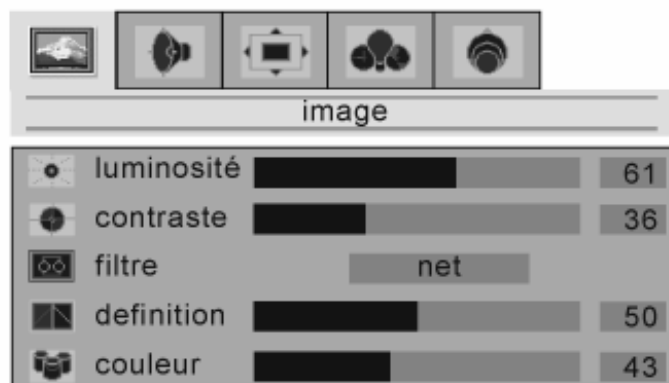 image
luminosité 61
contraste 36
filtre net
definition 50
couleur 43